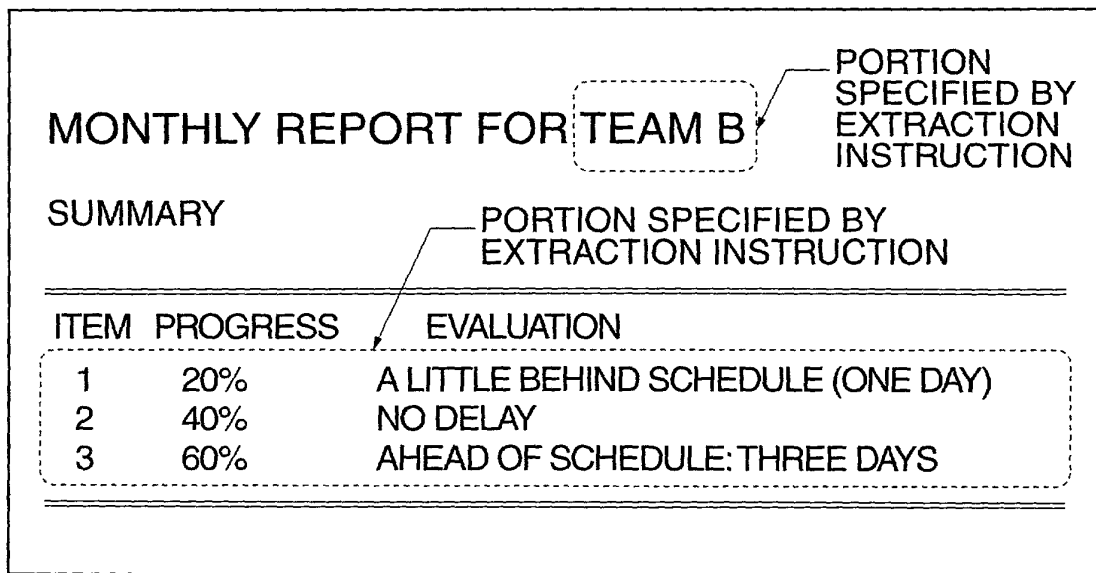 PORTION
SPECIFIED BY
EXTRACTION
INSTRUCTION
MONTHLY REPORT FOR TEAM B
SUMMARY
PORTION SPECIFIED BY
EXTRACTION INSTRUCTION
ITEM PROGRESS EVALUATION
1 20% A LITTLE BEHIND SCHEDULE (ONE DAY)
2 40% NO DELAY
3 60% AHEAD OF SCHEDULE: THREE DAYS